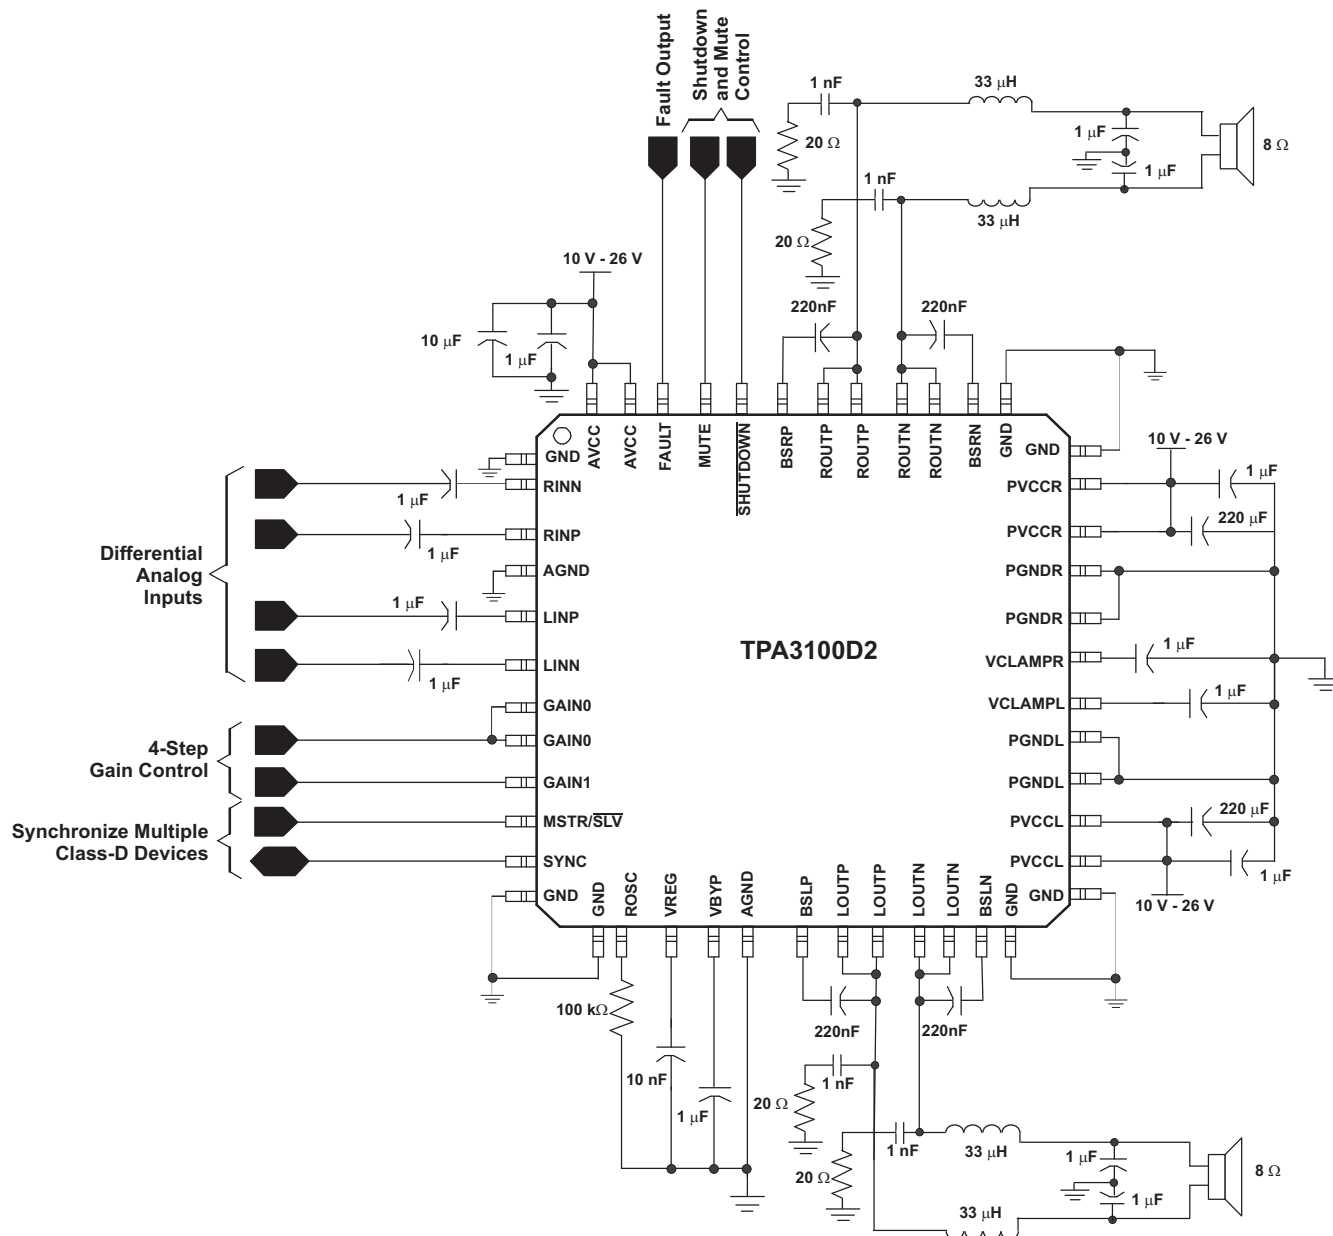 Fault Output
Shutdown
and Mute
Control
1 nF
33 μH
20 Ω
1 μF
1 μF
8 Ω
1 nF
33 μH
20 Ω
10 V - 26 V
10 μF
1 μF
220nF
220nF
AVCC
AVCC
FAULT
MUTE
SHUTDOWN
BSRP
ROUTP
ROUTP
ROUTN
ROUTN
BSRN
GND
GND
RINN
RINP
AGND
LINP
LINN
GAIN0
GAIN0
GAIN1
MSTR/SLV
SYNC
GND
1 μF
1 μF
1 μF
1 μF
Differential
Analog
Inputs
4-Step
Gain Control
Synchronize Multiple
Class-D Devices
TPA3100D2
GND
PVCCR
PVCCR
PGNDR
PGNDR
VCLAMPR
VCLAMPL
PGNDL
PGNDL
PVCCL
PVCCL
GND
10 V - 26 V
1 μF
220 μF
1 μF
1 μF
220 μF
1 μF
10 V - 26 V
GND
ROSC
VREG
VBYP
AGND
BSLP
LOUTP
LOUTP
LOUTN
LOUTN
BSLN
GND
100 kΩ
10 nF
1 μF
220nF
220nF
1 nF
20 Ω
1 nF
33 μH
20 Ω
1 μF
1 μF
8 Ω
33 μH